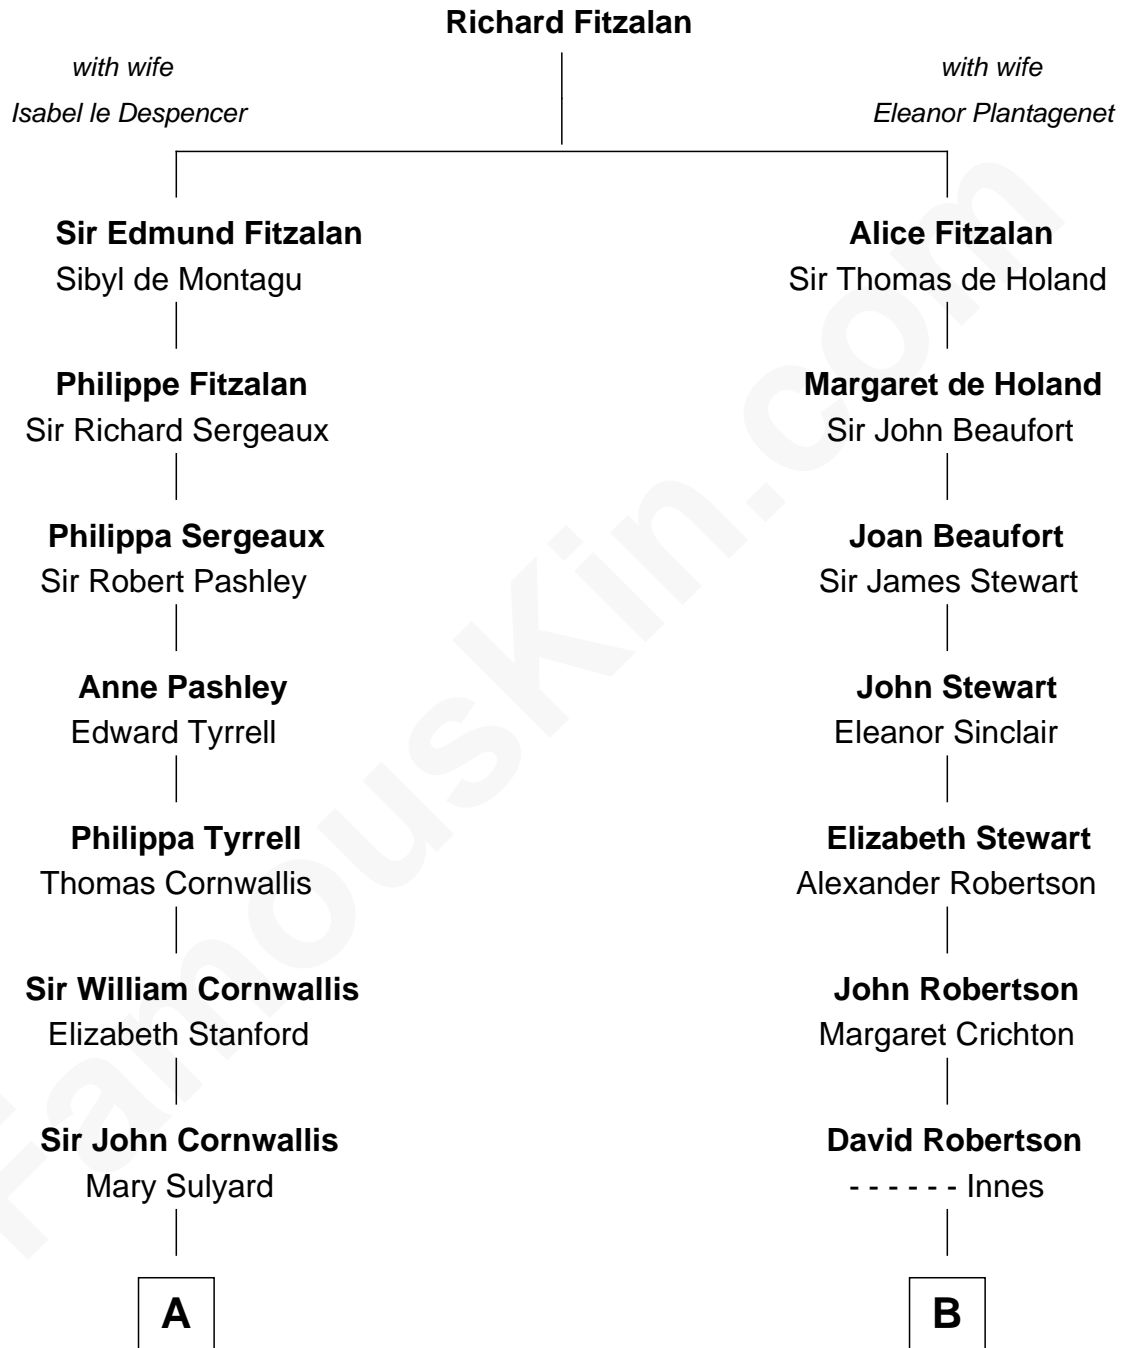 Richard Fitzalan
with wife
Isabel le Despencer
with wife
Eleanor Plantagenet
Sir Edmund Fitzalan
Sibyl de Montagu
Alice Fitzalan
Sir Thomas de Holand
Philippe Fitzalan
Sir Richard Sergeaux
Margaret de Holand
Sir John Beaufort
Philippa Sergeaux
Sir Robert Pashley
Joan Beaufort
Sir James Stewart
Anne Pashley
Edward Tyrrell
John Stewart
Eleanor Sinclair
Philippa Tyrrell
Thomas Cornwallis
Elizabeth Stewart
Alexander Robertson
Sir William Cornwallis
Elizabeth Stanford
John Robertson
Margaret Crichton
Sir John Cornwallis
Mary Sulyard
David Robertson
- - - - - - Innes
A
B
FamousKin.com